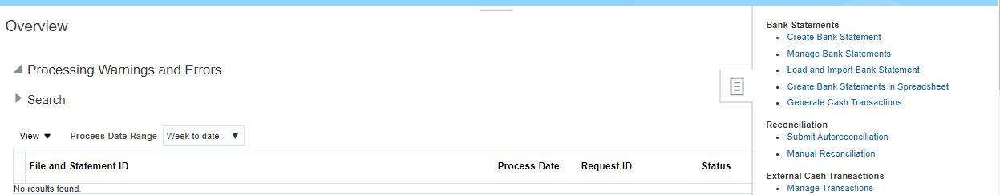 Overview
Processing Warnings and Errors
Search
View Process Date Range Week to date
File and Statement ID Process Date Request ID Status
No results found.
Bank Statements
Create Bank Statement
Manage Bank Statements
Load and Import Bank Statement
Create Bank Statements in Spreadsheet
Generate Cash Transactions
Reconciliation
Submit Autoreconciliation
Manual Reconciliation
External Cash Transactions
Manage Transactions